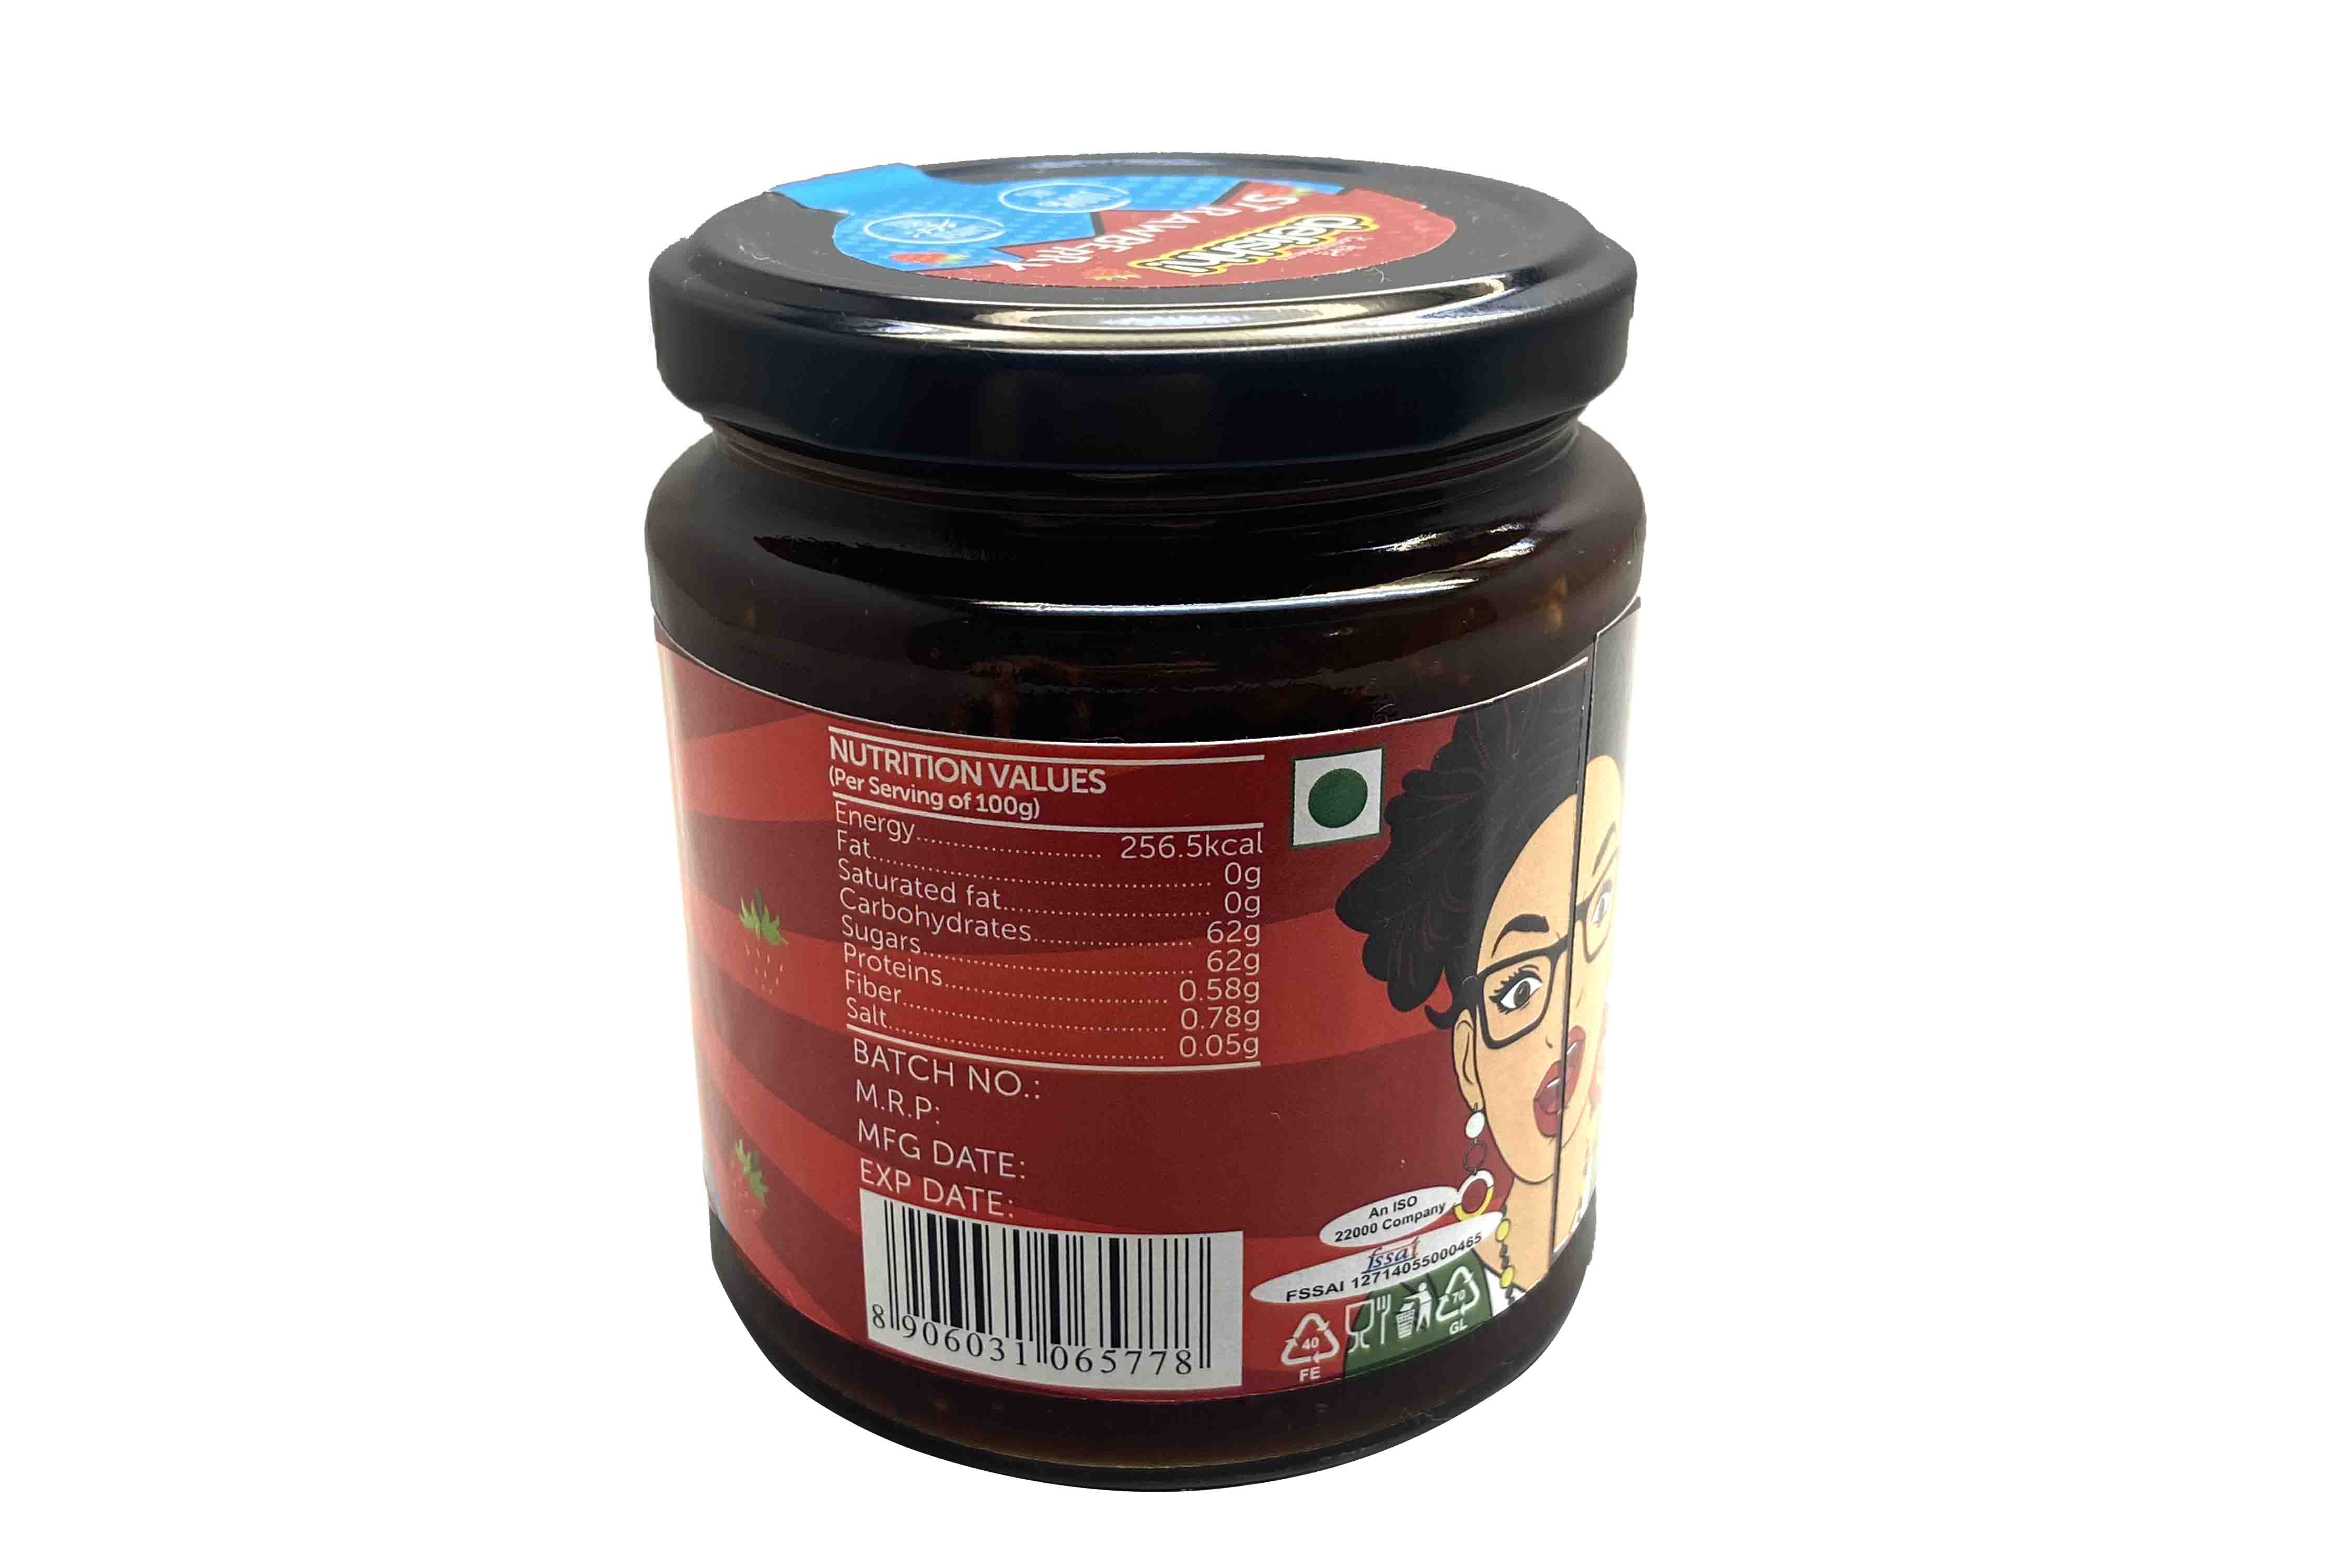 STRAWBERRY
delish!
NUTRITION VALUES
(Per Serving of 100g)
Energy 256.5kcal
Fat 0g
Saturated fat 0g
Carbohydrates 62g
Sugars 62g
Proteins 0.58g
Fiber 0.78g
Salt 0.05g
BATCH NO.:
M.R.P:
MFG DATE:
EXP DATE:
8 906031 065778
An ISO
22000 Company
fssai
FSSAI 12714055000465
40
FE
70
GL